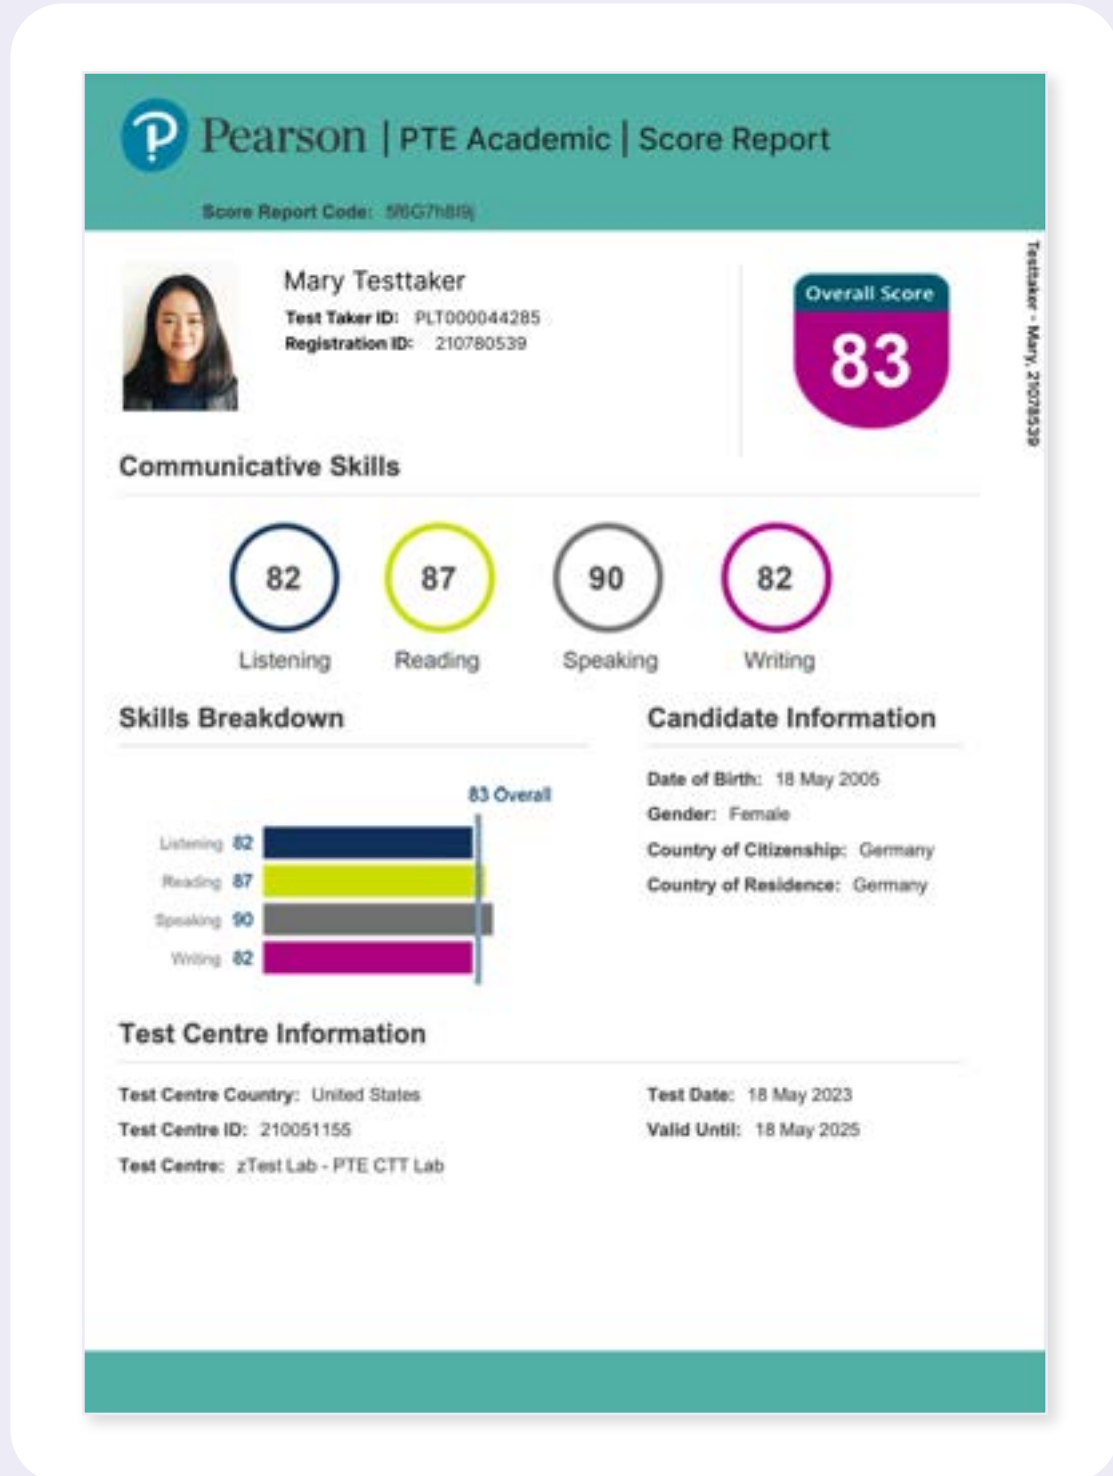 Pearson | PTE Academic | Score Report
Score Report Code:
Mary Testtaker
Test Taker ID: PLT000044285
Registration ID: 210780539
Overall Score
83
Testtaker - Mary, 21078539
Communicative Skills
82 87 90 82
Listening Reading Speaking Writing
Skills Breakdown
83 Overall
Listening 82
Reading 87
Speaking 90
Writing 82
Candidate Information
Date of Birth: 18 May 2005
Gender: Female
Country of Citizenship: Germany
Country of Residence: Germany
Test Centre Information
Test Centre Country: United States
Test Centre ID: 210051155
Test Centre: zTest Lab - PTE CTT Lab
Test Date: 18 May 2023
Valid Until: 18 May 2025